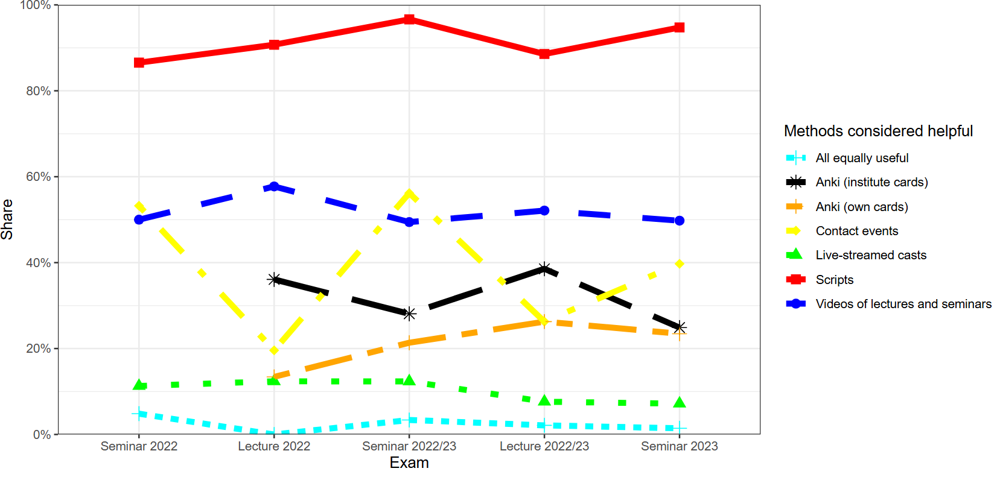 100%
80%
60%
40%
20%
0%
Share
Seminar 2022
Lecture 2022
Seminar 2022/23
Lecture 2022/23
Seminar 2023
Exam
Methods considered helpful
All equally useful
Anki (institute cards)
Anki (own cards)
Contact events
Live-streamed casts
Scripts
Videos of lectures and seminars